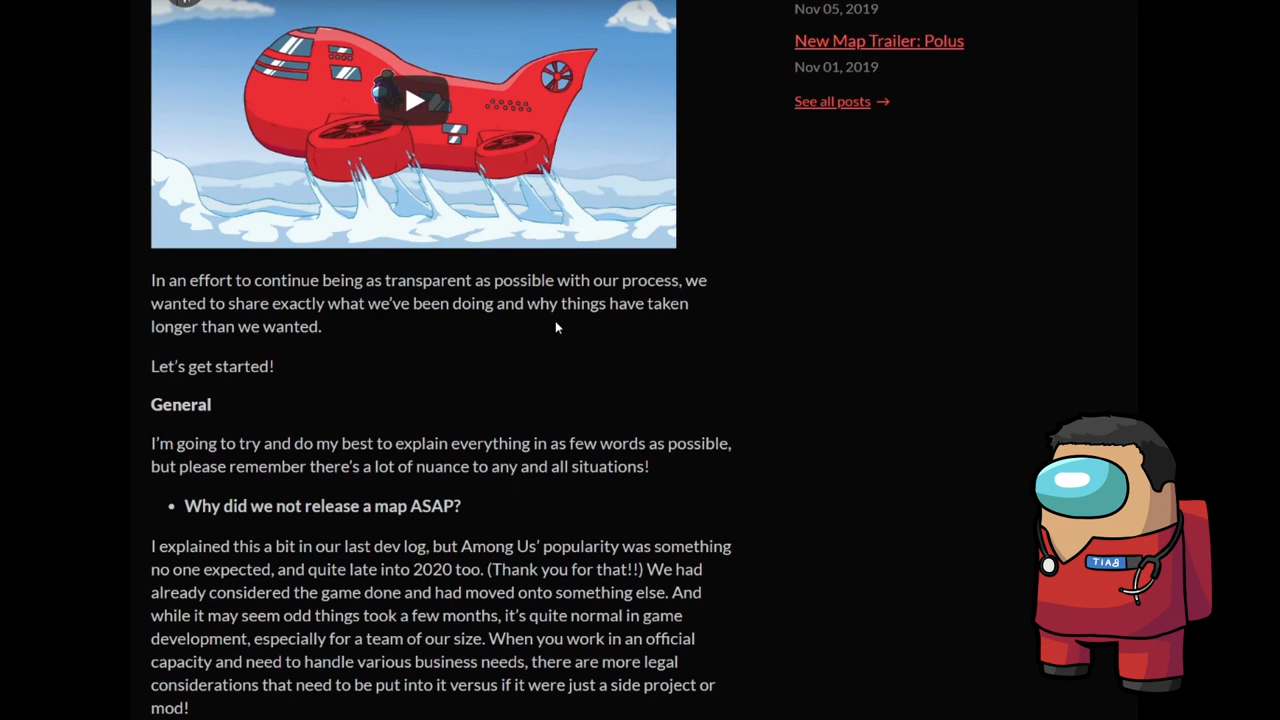 Nov 05, 2019
New Map Trailer: Polus
Nov 01, 2019
See all posts →
In an effort to continue being as transparent as possible with our process, we
wanted to share exactly what we've been doing and why things have taken
longer than we wanted.
Let's get started!
General
I'm going to try and do my best to explain everything in as few words as possible,
but please remember there's a lot of nuance to any and all situations!
• Why did we not release a map ASAP?
I explained this a bit in our last dev log, but Among Us' popularity was something
no one expected, and quite late into 2020 too. (Thank you for that!!) We had
already considered the game done and had moved onto something else. And
while it may seem odd things took a few months, it's quite normal in game
development, especially for a team of our size. When you work in an official
capacity and need to handle various business needs, there are more legal
considerations that need to be put into it versus if it were just a side project or
mod!
TIAB